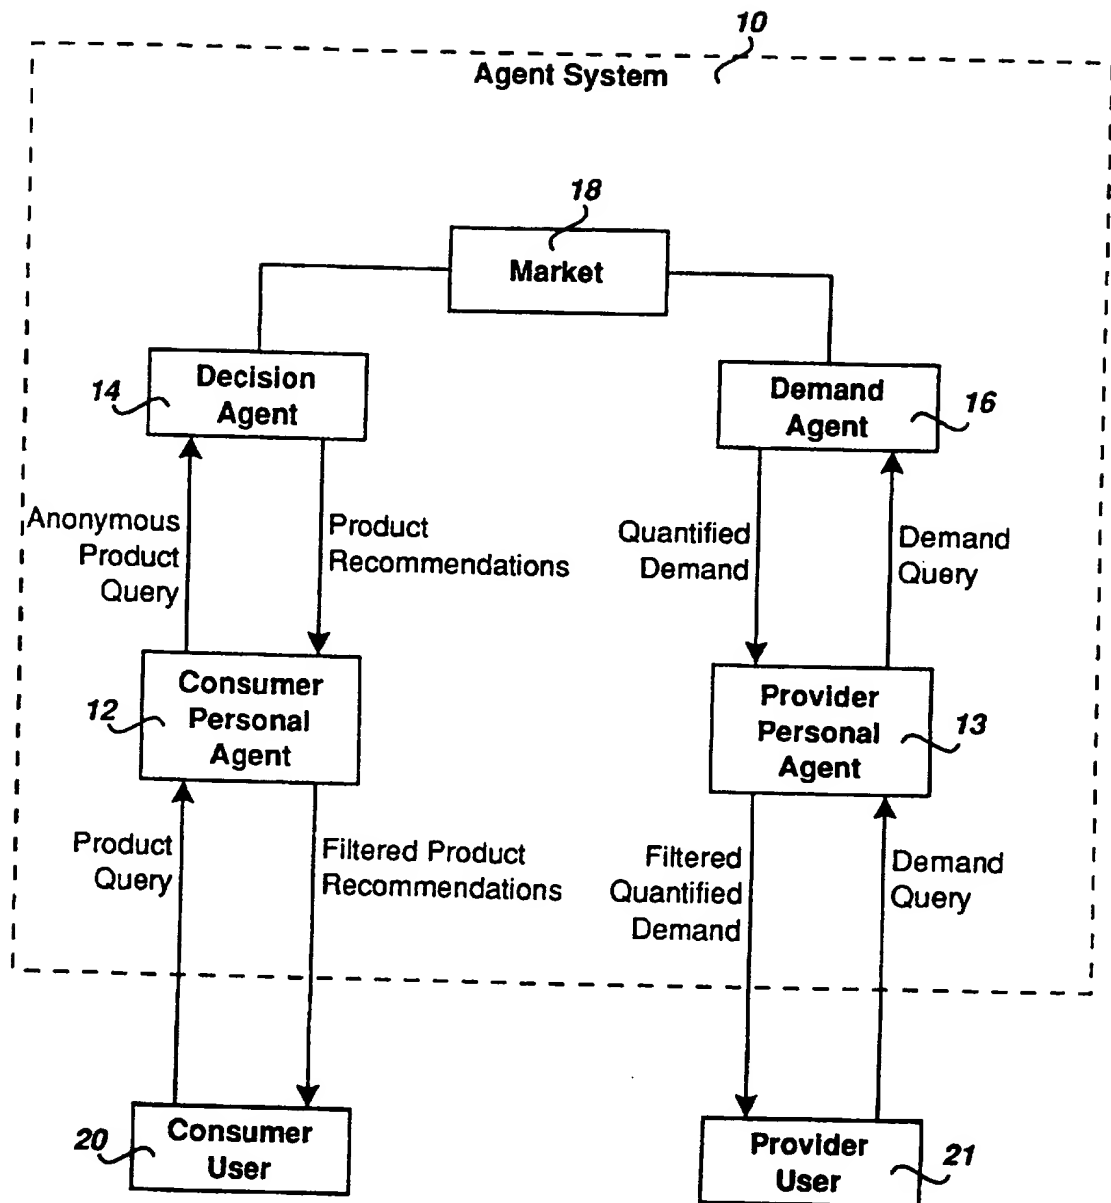 10
Agent System
18
Market
14
Decision
Agent
Demand
Agent
16
Anonymous
Product
Query
Product
Recommendations
Quantified
Demand
Demand
Query
12
Consumer
Personal
Agent
Provider
Personal
Agent
13
Product
Query
Filtered Product
Recommendations
Filtered
Quantified
Demand
Demand
Query
20
Consumer
User
Provider
User
21